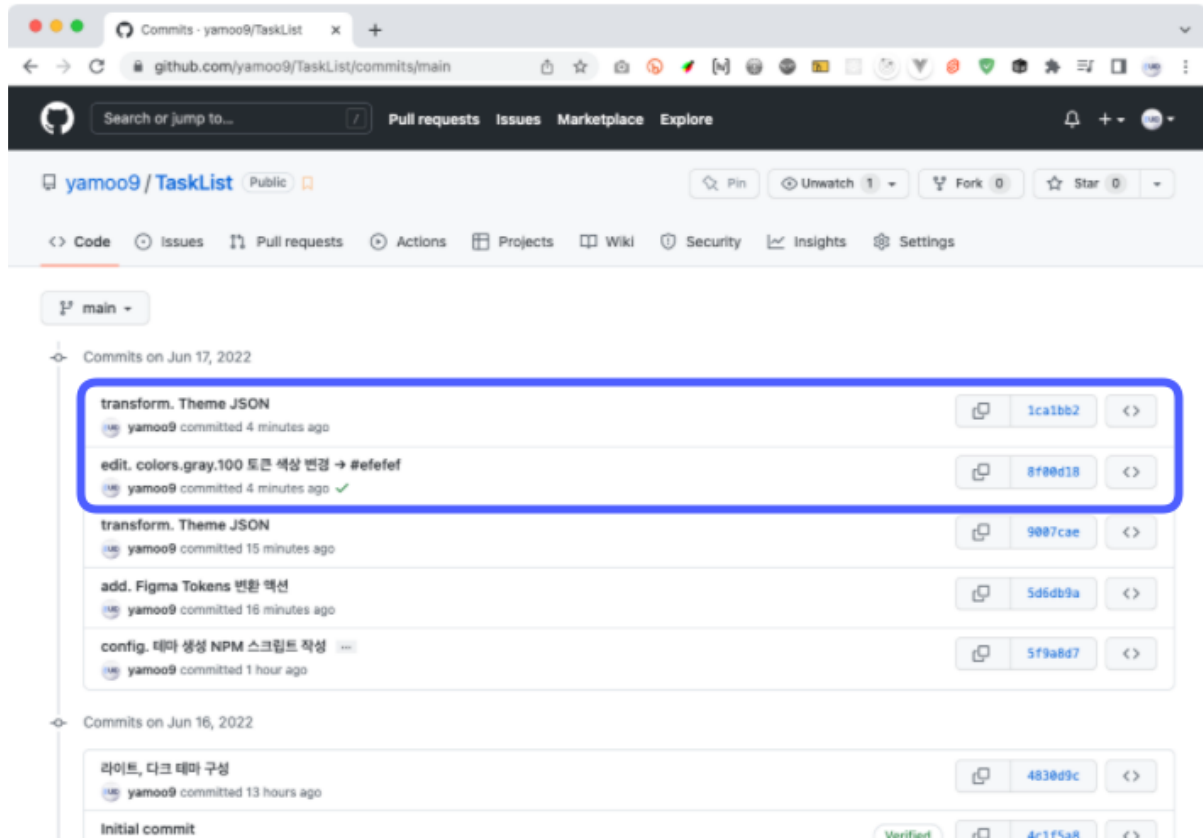 Commits · yamoo9/TaskList
github.com/yamoo9/TaskList/commits/main
Search or jump to... / Pull requests Issues Marketplace Explore
yamoo9 / TaskList Public Pin Unwatch 1 Fork 0 Star 0
Code Issues Pull requests Actions Projects Wiki Security Insights Settings
main
Commits on Jun 17, 2022
transform. Theme JSON
yamoo9 committed 4 minutes ago
1ca1bb2
edit. colors.gray.100 토큰 색상 변경 → #efefef
yamoo9 committed 4 minutes ago
8f00d18
transform. Theme JSON
yamoo9 committed 15 minutes ago
9007cae
add. Figma Tokens 변환 액션
yamoo9 committed 16 minutes ago
5d6db9a
config. 테마 생성 NPM 스크립트 작성 ...
yamoo9 committed 1 hour ago
5f9a8d7
Commits on Jun 16, 2022
라이트, 다크 테마 구성
yamoo9 committed 13 hours ago
4830d9c
Initial commit
Verified 4c1f5a8